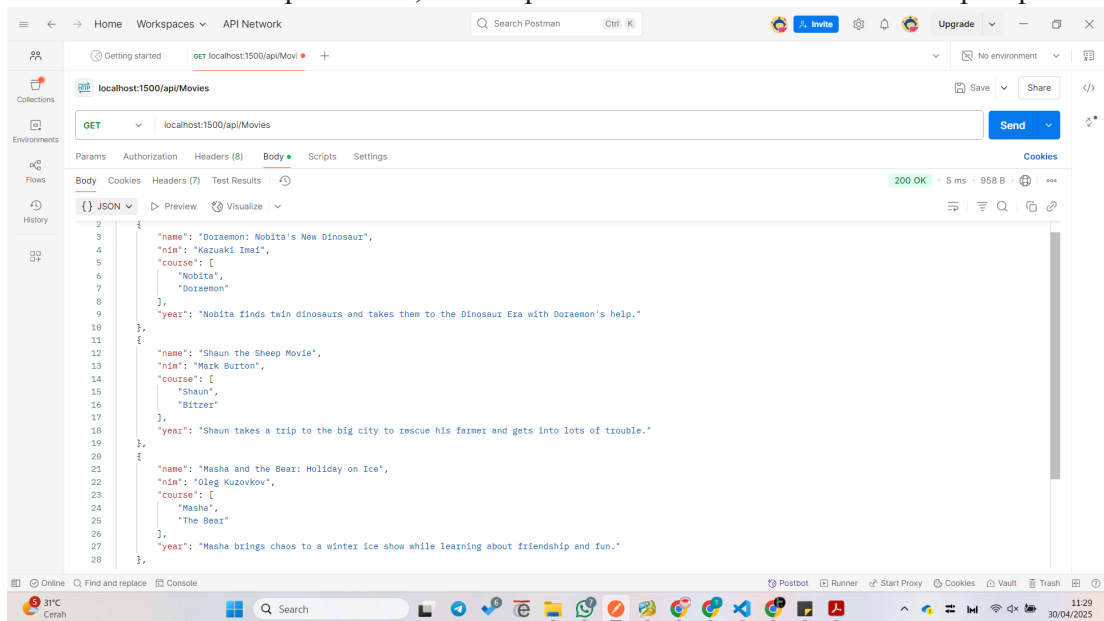 Home Workspaces API Network Search Postman Ctrl K Invite Upgrade
Getting started GET localhost:1500/api/Movi No environment
HTTP localhost:1500/api/Movies Save Share
Collections
GET localhost:1500/api/Movies Send
Environments
Params Authorization Headers (8) Body Scripts Settings Cookies
Flows
Body Cookies Headers (7) Test Results 200 OK 5 ms 958 B
{} JSON Preview Visualize
History
2 {
3 "name": "Doraemon: Nobita's New Dinosaur",
4 "nim": "Kazuaki Imai",
5 "course": [
6 "Nobita",
7 "Doraemon"
8 ],
9 "year": "Nobita finds twin dinosaurs and takes them to the Dinosaur Era with Doraemon's help."
10 },
11 {
12 "name": "Shaun the Sheep Movie",
13 "nim": "Mark Burton",
14 "course": [
15 "Shaun",
16 "Bitzer"
17 ],
18 "year": "Shaun takes a trip to the big city to rescue his farmer and gets into lots of trouble."
19 },
20 {
21 "name": "Masha and the Bear: Holiday on Ice",
22 "nim": "Oleg Kuzovkov",
23 "course": [
24 "Masha",
25 "The Bear"
26 ],
27 "year": "Masha brings chaos to a winter ice show while learning about friendship and fun."
28 },
Online Find and replace Console Postbot Runner Start Proxy Cookies Vault Trash
5 31°C
Cerah
Search
6
11:29
30/04/2025